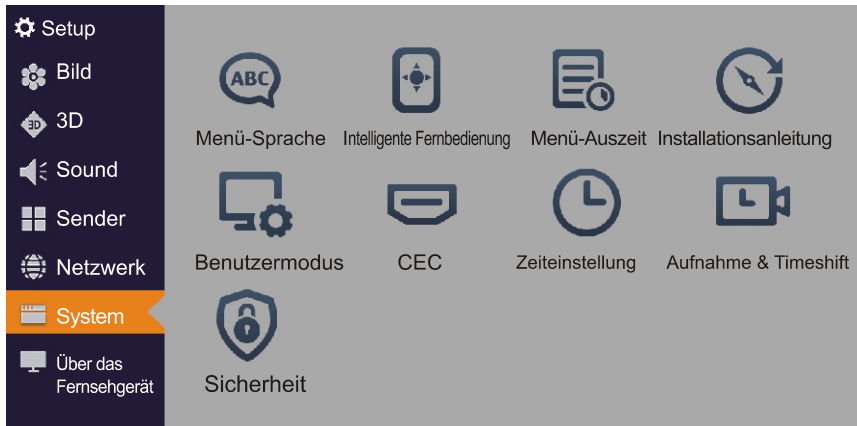 Setup
Bild
3D
3D
Sound
Sender
Netzwerk
System
Über das
Fernsehgerät
ABC
Menü-Sprache
Intelligente Fernbedienung
Menü-Auszeit
Installationsanleitung
Benutzermodus
CEC
Zeiteinstellung
Aufnahme & Timeshift
Sicherheit